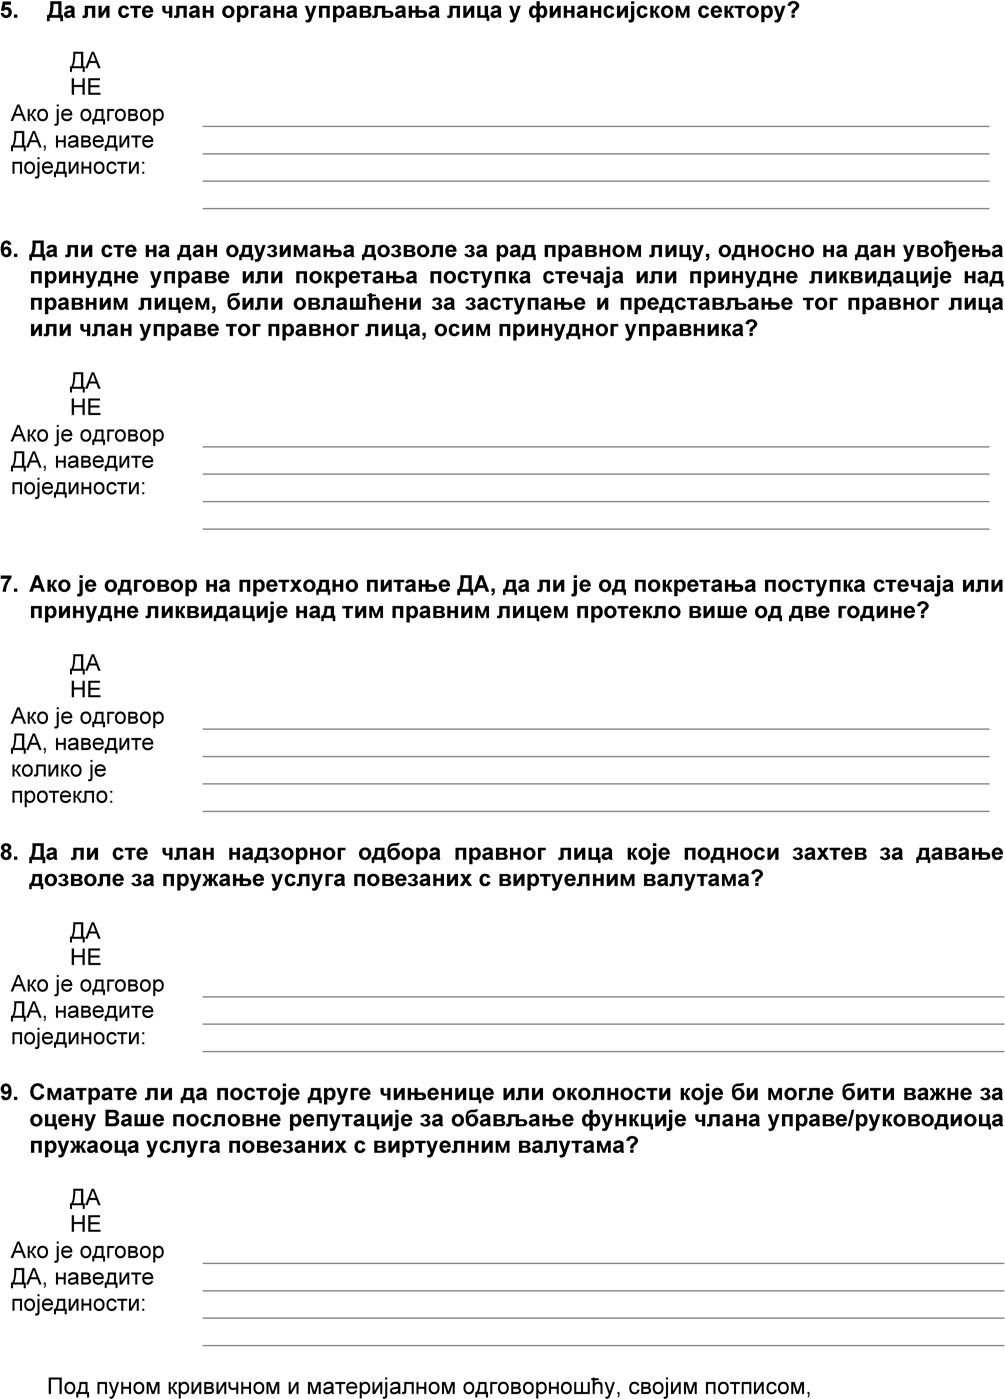 5. Да ли сте члан органа управљања лица у финансијском сектору?
ДА
НЕ
Ако је одговор
ДА, наведите
појединости:
6. Да ли сте на дан одузимања дозволе за рад правном лицу, односно на дан увођења
принудне управе или покретања поступка стечаја или принудне ликвидације над
правним лицем, били овлашћени за заступање и представљање тог правног лица
или члан управе тог правног лица, осим принудног управника?
ДА
НЕ
Ако је одговор
ДА, наведите
појединости:
7. Ако је одговор на претходно питање ДА, да ли је од покретања поступка стечаја или
принудне ликвидације над тим правним лицем протекло више од две године?
ДА
НЕ
Ако је одговор
ДА, наведите
колико је
протекло:
8. Да ли сте члан надзорног одбора правног лица које подноси захтев за давање
дозволе за пружање услуга повезаних с виртуелним валутама?
ДА
НЕ
Ако је одговор
ДА, наведите
појединости:
9. Сматрате ли да постоје друге чињенице или околности које би могле бити важне за
оцену Ваше пословне репутације за обављање функције члана управе/руководиоца
пружаоца услуга повезаних с виртуелним валутама?
ДА
НЕ
Ако је одговор
ДА, наведите
појединости:
Под пуном кривичном и материјалном одговорношћу, својим потписом,